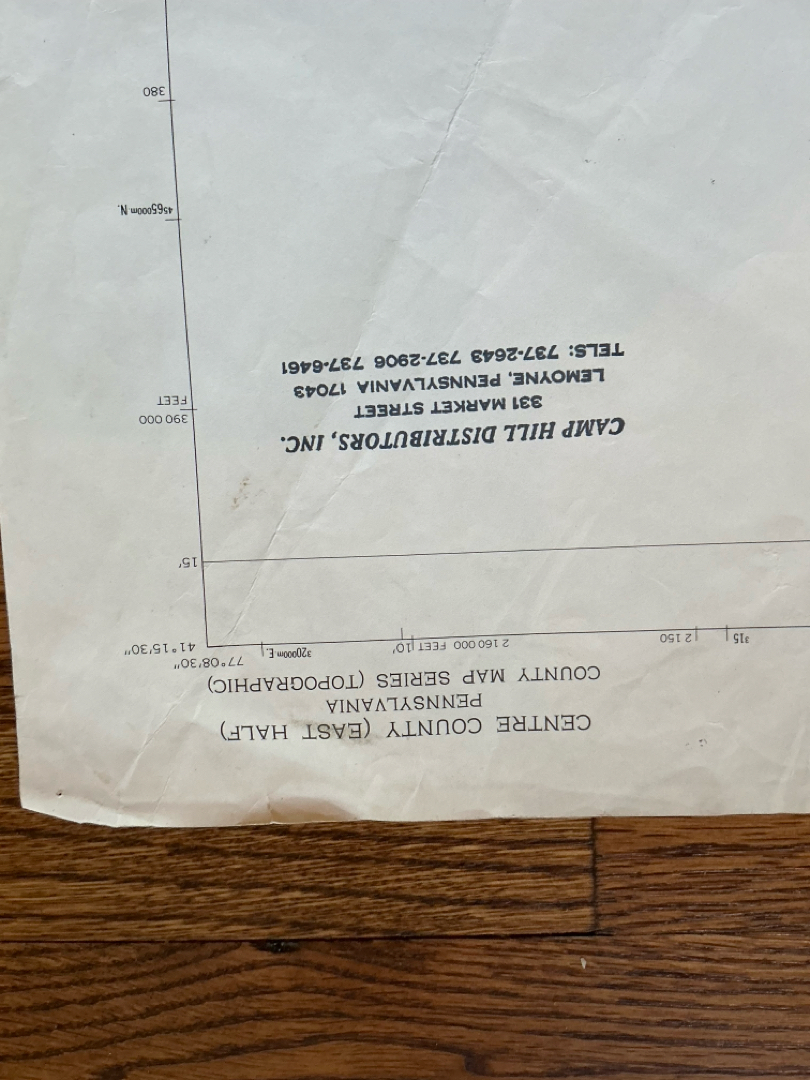 CENTRE COUNTY (EAST HALF)
PENNSYLVANIA
COUNTY MAP SERIES (TOPOGRAPHIC)
77°08'30"
315 2 150 2 160 000 FEET 10' 320000m.E. 41°15'30"
15'
CAMP HILL DISTRIBUTORS, INC.
331 MARKET STREET
LEMOYNE, PENNSYLVANIA 17043
TELS: 737-2643 737-2906 737-6461
390 000
FEET
4565000m.N.
380